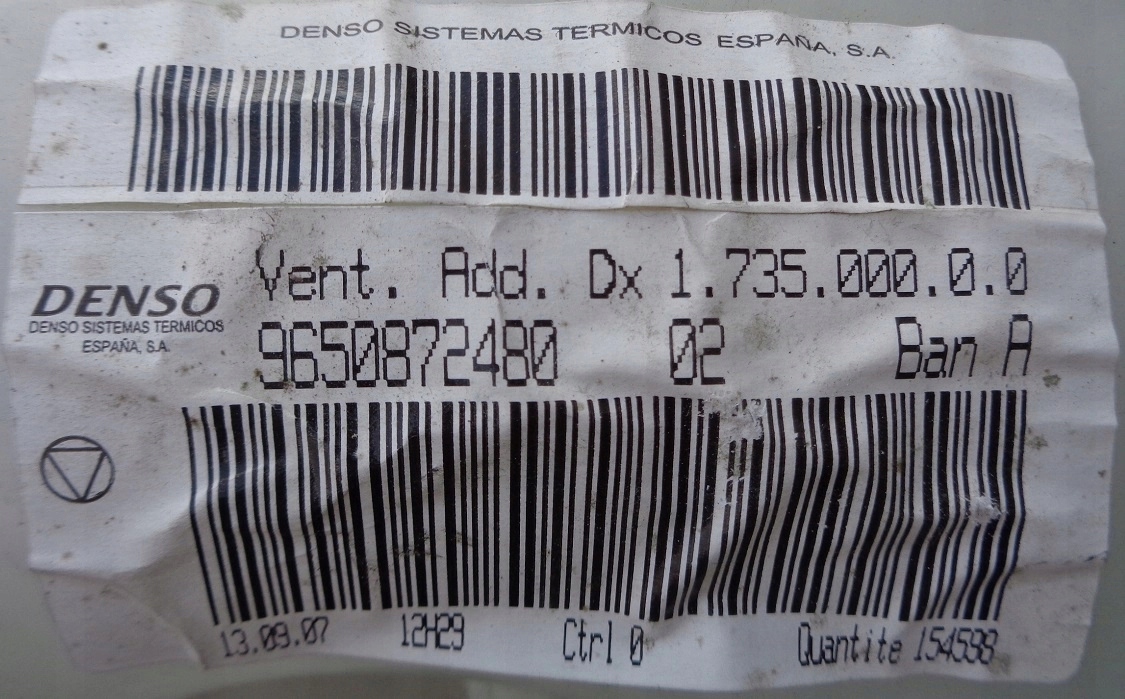 DENSO SISTEMAS TERMICOS ESPAÑA, S.A.
DENSO
DENSO SISTEMAS TERMICOS
ESPAÑA, S.A.
Vent. Add. Dx 1.735.000.0.0
9650872480 02 Ban A
13.09.07 12H29 Ctrl 0 Quantite 154598